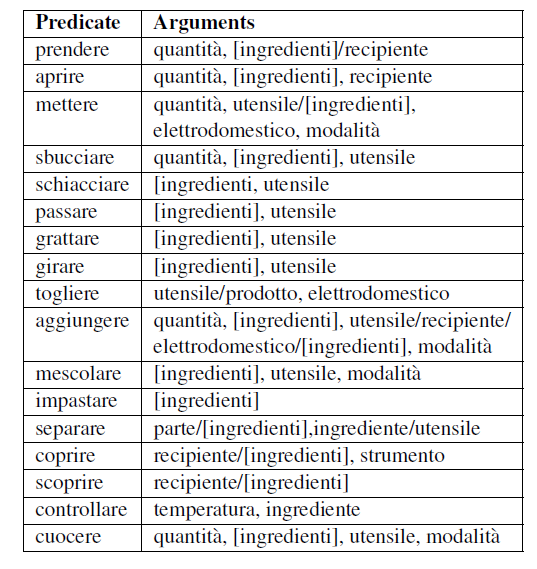 Predicate Arguments
prendere quantità, [ingredienti]/recipiente
aprire quantità, [ingredienti], recipiente
mettere quantità, utensile/[ingredienti],
elettrodomestico, modalità
sbucciare quantità, [ingredienti], utensile
schiacciare [ingredienti, utensile
passare [ingredienti], utensile
grattare [ingredienti], utensile
girare [ingredienti], utensile
togliere utensile/prodotto, elettrodomestico
aggiungere quantità, [ingredienti], utensile/recipiente/
elettrodomestico/[ingredienti], modalità
mescolare [ingredienti], utensile, modalità
impastare [ingredienti]
separare parte/[ingredienti],ingrediente/utensile
coprire recipiente/[ingredienti], strumento
scoprire recipiente/[ingredienti]
controllare temperatura, ingrediente
cuocere quantità, [ingredienti], utensile, modalità